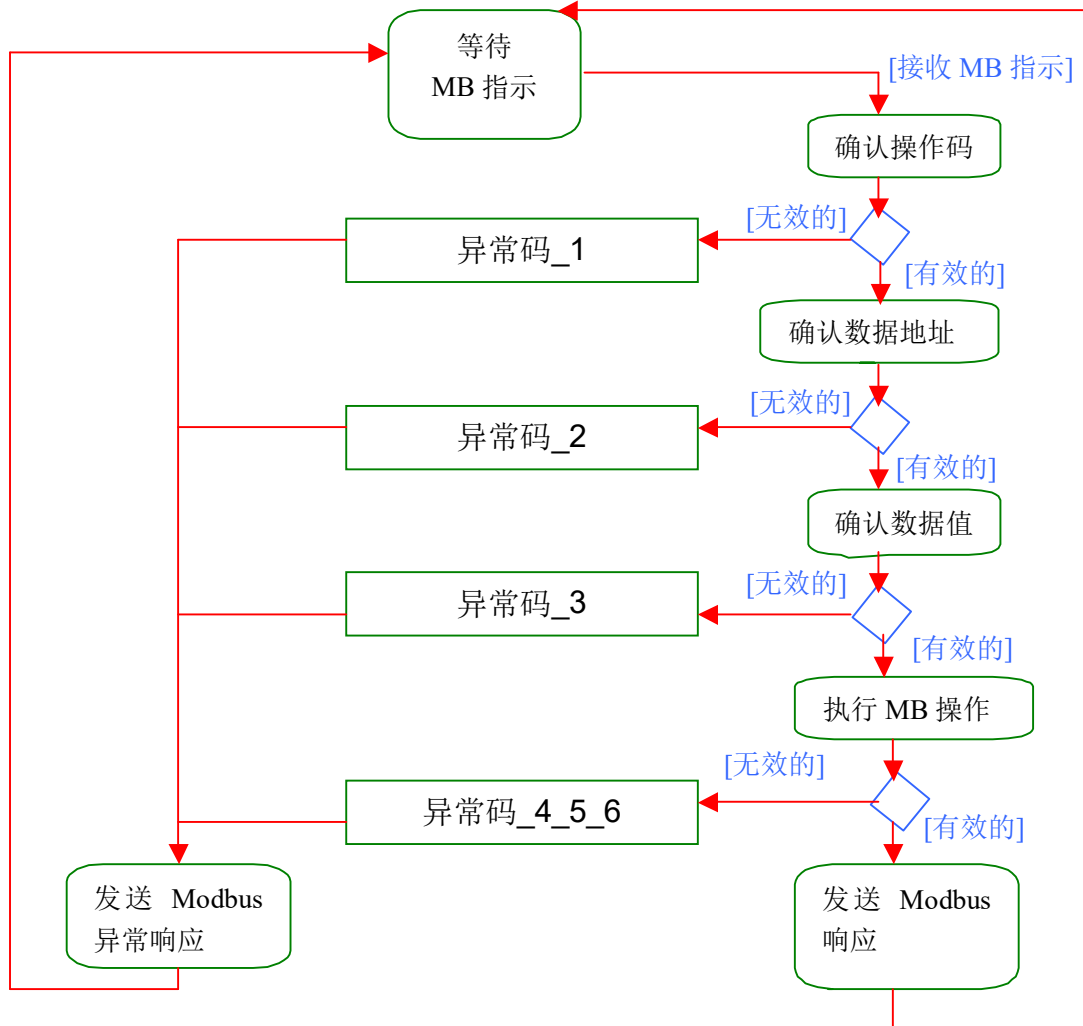 等待
MB 指示
[接收 MB 指示]
确认操作码
[无效的]
异常码_1
[有效的]
确认数据地址
[无效的]
异常码_2
[有效的]
确认数据值
[无效的]
异常码_3
[有效的]
执行 MB 操作
[无效的]
异常码_4_5_6
[有效的]
发送 Modbus
异常响应
发送 Modbus
响应